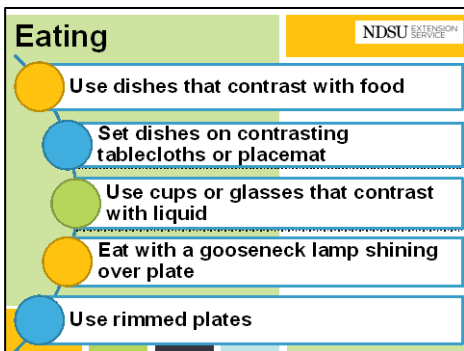 Eating
NDSU EXTENSION
SERVICE
Use dishes that contrast with food
Set dishes on contrasting
tablecloths or placemat
Use cups or glasses that contrast
with liquid
Eat with a gooseneck lamp shining
over plate
Use rimmed plates